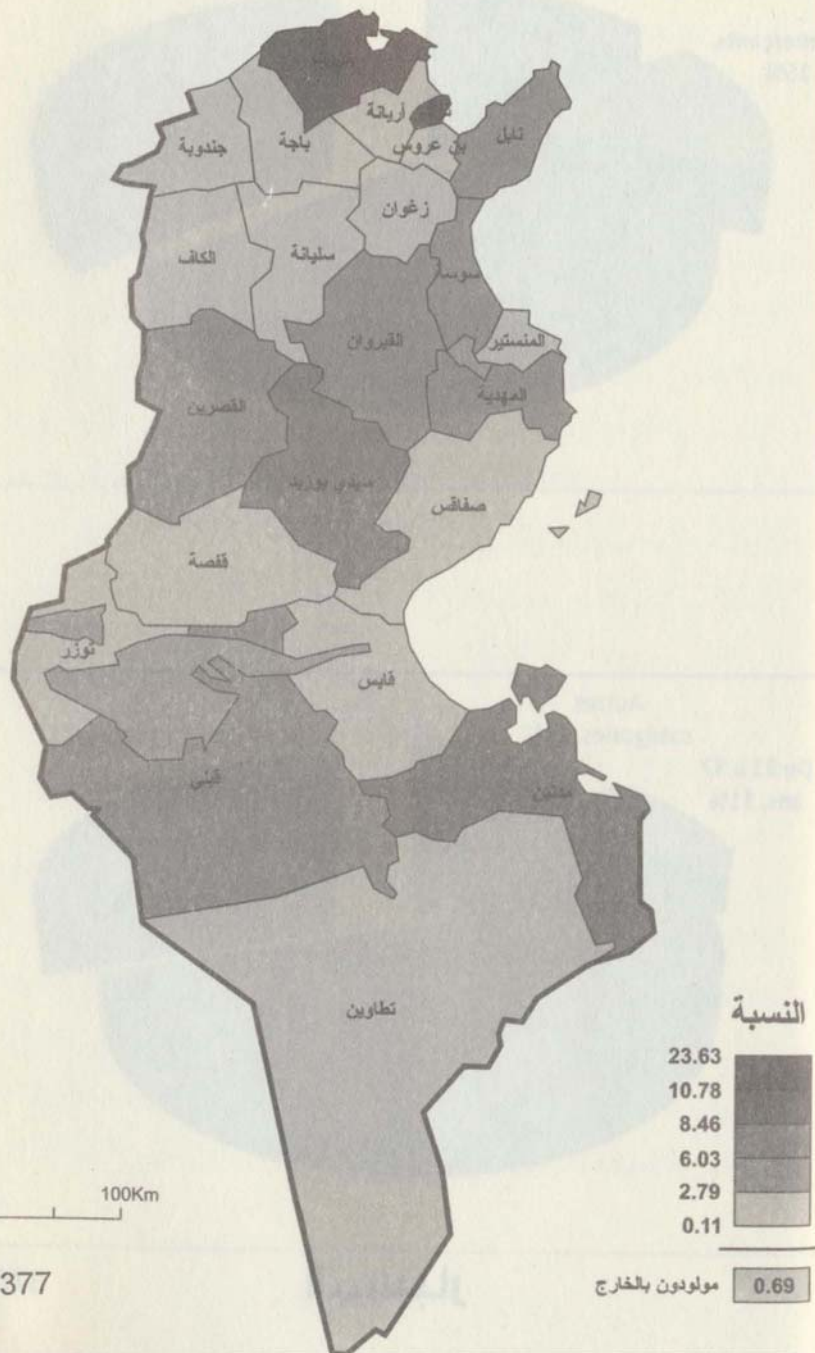 أريانة
نابل
جندوبة
باجة
بن عروس
زغوان
الكاف
سليانة
سوسة
القيروان
المنستير
المهدية
القصرين
سيدي بوزيد
صفاقس
قفصة
توزر
قابس
قبلي
مدنين
تطاوين
النسبة
23.63
10.78
8.46
6.03
2.79
0.11
100Km
مولودون بالخارج 0.69
377